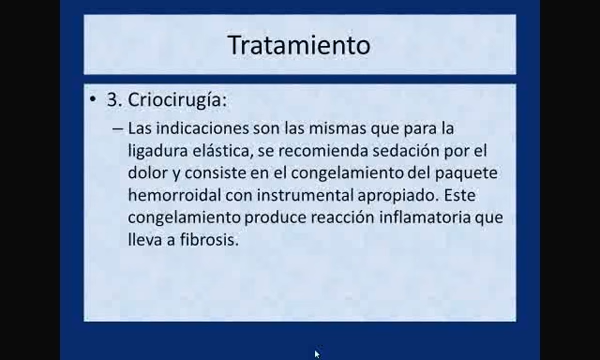 Tratamiento
• 3. Criocirugía:
– Las indicaciones son las mismas que para la
ligadura elástica, se recomienda sedación por el
dolor y consiste en el congelamiento del paquete
hemorroidal con instrumental apropiado. Este
congelamiento produce reacción inflamatoria que
lleva a fibrosis.